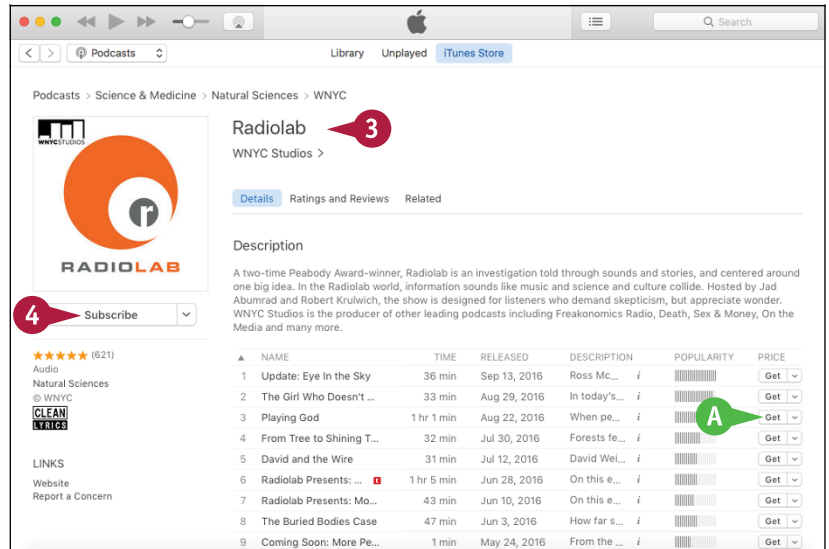 Search
Podcasts
Library Unplayed iTunes Store
Podcasts > Science & Medicine > Natural Sciences > WNYC
WNYCSTUDIOS
r
RADIOLAB
Radiolab
3
WNYC Studios >
Details Ratings and Reviews Related
Description
A two-time Peabody Award-winner, Radiolab is an investigation told through sounds and stories, and centered around
one big idea. In the Radiolab world, information sounds like music and science and culture collide. Hosted by Jad
Abumrad and Robert Krulwich, the show is designed for listeners who demand skepticism, but appreciate wonder.
WNYC Studios is the producer of other leading podcasts including Freakonomics Radio, Death, Sex & Money, On the
Media and many more.
4
Subscribe
★★★★★ (621)
Audio
Natural Sciences
© WNYC
CLEAN
LYRICS
LINKS
Website
Report a Concern
▲ NAME TIME RELEASED DESCRIPTION POPULARITY PRICE
1 Update: Eye In the Sky 36 min Sep 13, 2016 Ross Mc... i Get
2 The Girl Who Doesn't ... 33 min Aug 29, 2016 In today's... i Get
3 Playing God 1 hr 1 min Aug 22, 2016 When pe... i A Get
4 From Tree to Shining T... 32 min Jul 30, 2016 Forests fe... i Get
5 David and the Wire 31 min Jul 12, 2016 David Wei... i Get
6 Radiolab Presents: ... E 1 hr 5 min Jun 28, 2016 On this e... i Get
7 Radiolab Presents: Mo... 43 min Jun 10, 2016 On this e... i Get
8 The Buried Bodies Case 47 min Jun 3, 2016 How far s... i Get
9 Coming Soon: More Pe... 1 min May 24, 2016 From the ... i Get